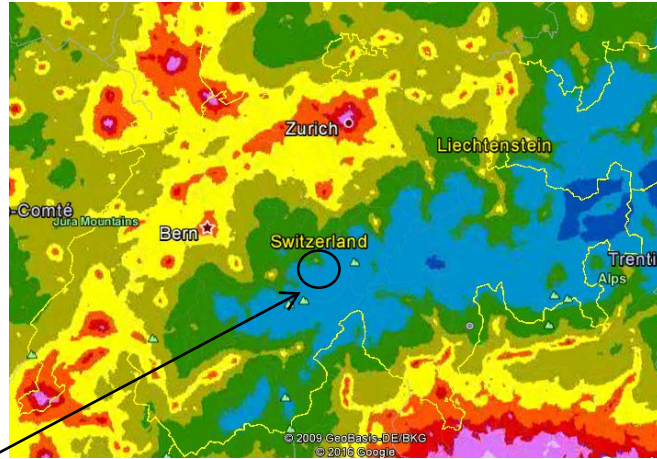 Zurich
Liechtenstein
-Comté
Jura Mountains
Bern
Switzerland
Trenti
Alps
© 2009 GeoBasis-DE/BKG
© 2016 Google